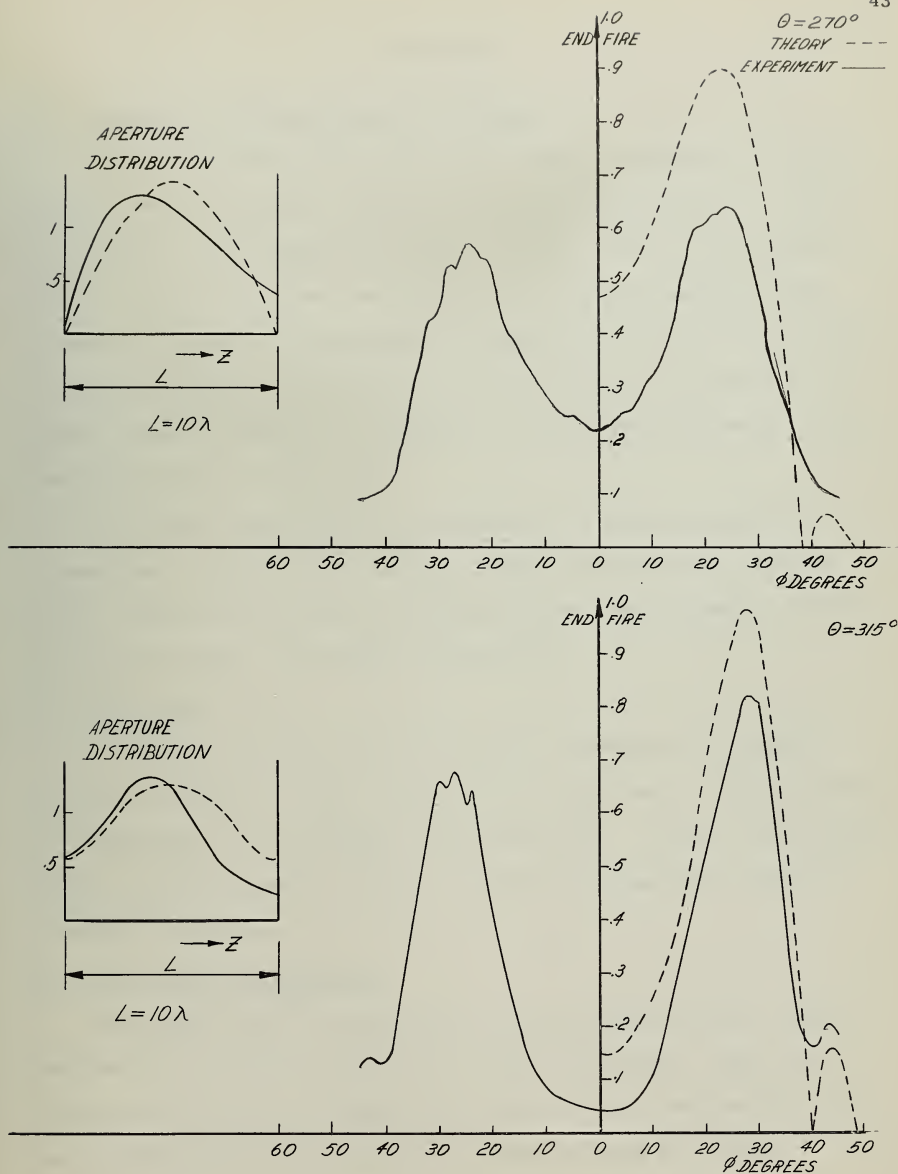 43
1.0
END FIRE
Θ=270°
THEORY - - -
EXPERIMENT ———
.9
.8
.7
.6
.5
.4
.3
.2
.1
APERTURE
DISTRIBUTION
1
.5
→ Z
L
L=10λ
60 50 40 30 20 10 0 10 20 30 40 50
φ DEGREES
1.0
END FIRE
Θ=315°
.9
.8
.7
.6
.5
.4
.3
.2
.1
APERTURE
DISTRIBUTION
1
.5
→ Z
L
L=10λ
60 50 40 30 20 10 0 10 20 30 40 50
φ DEGREES